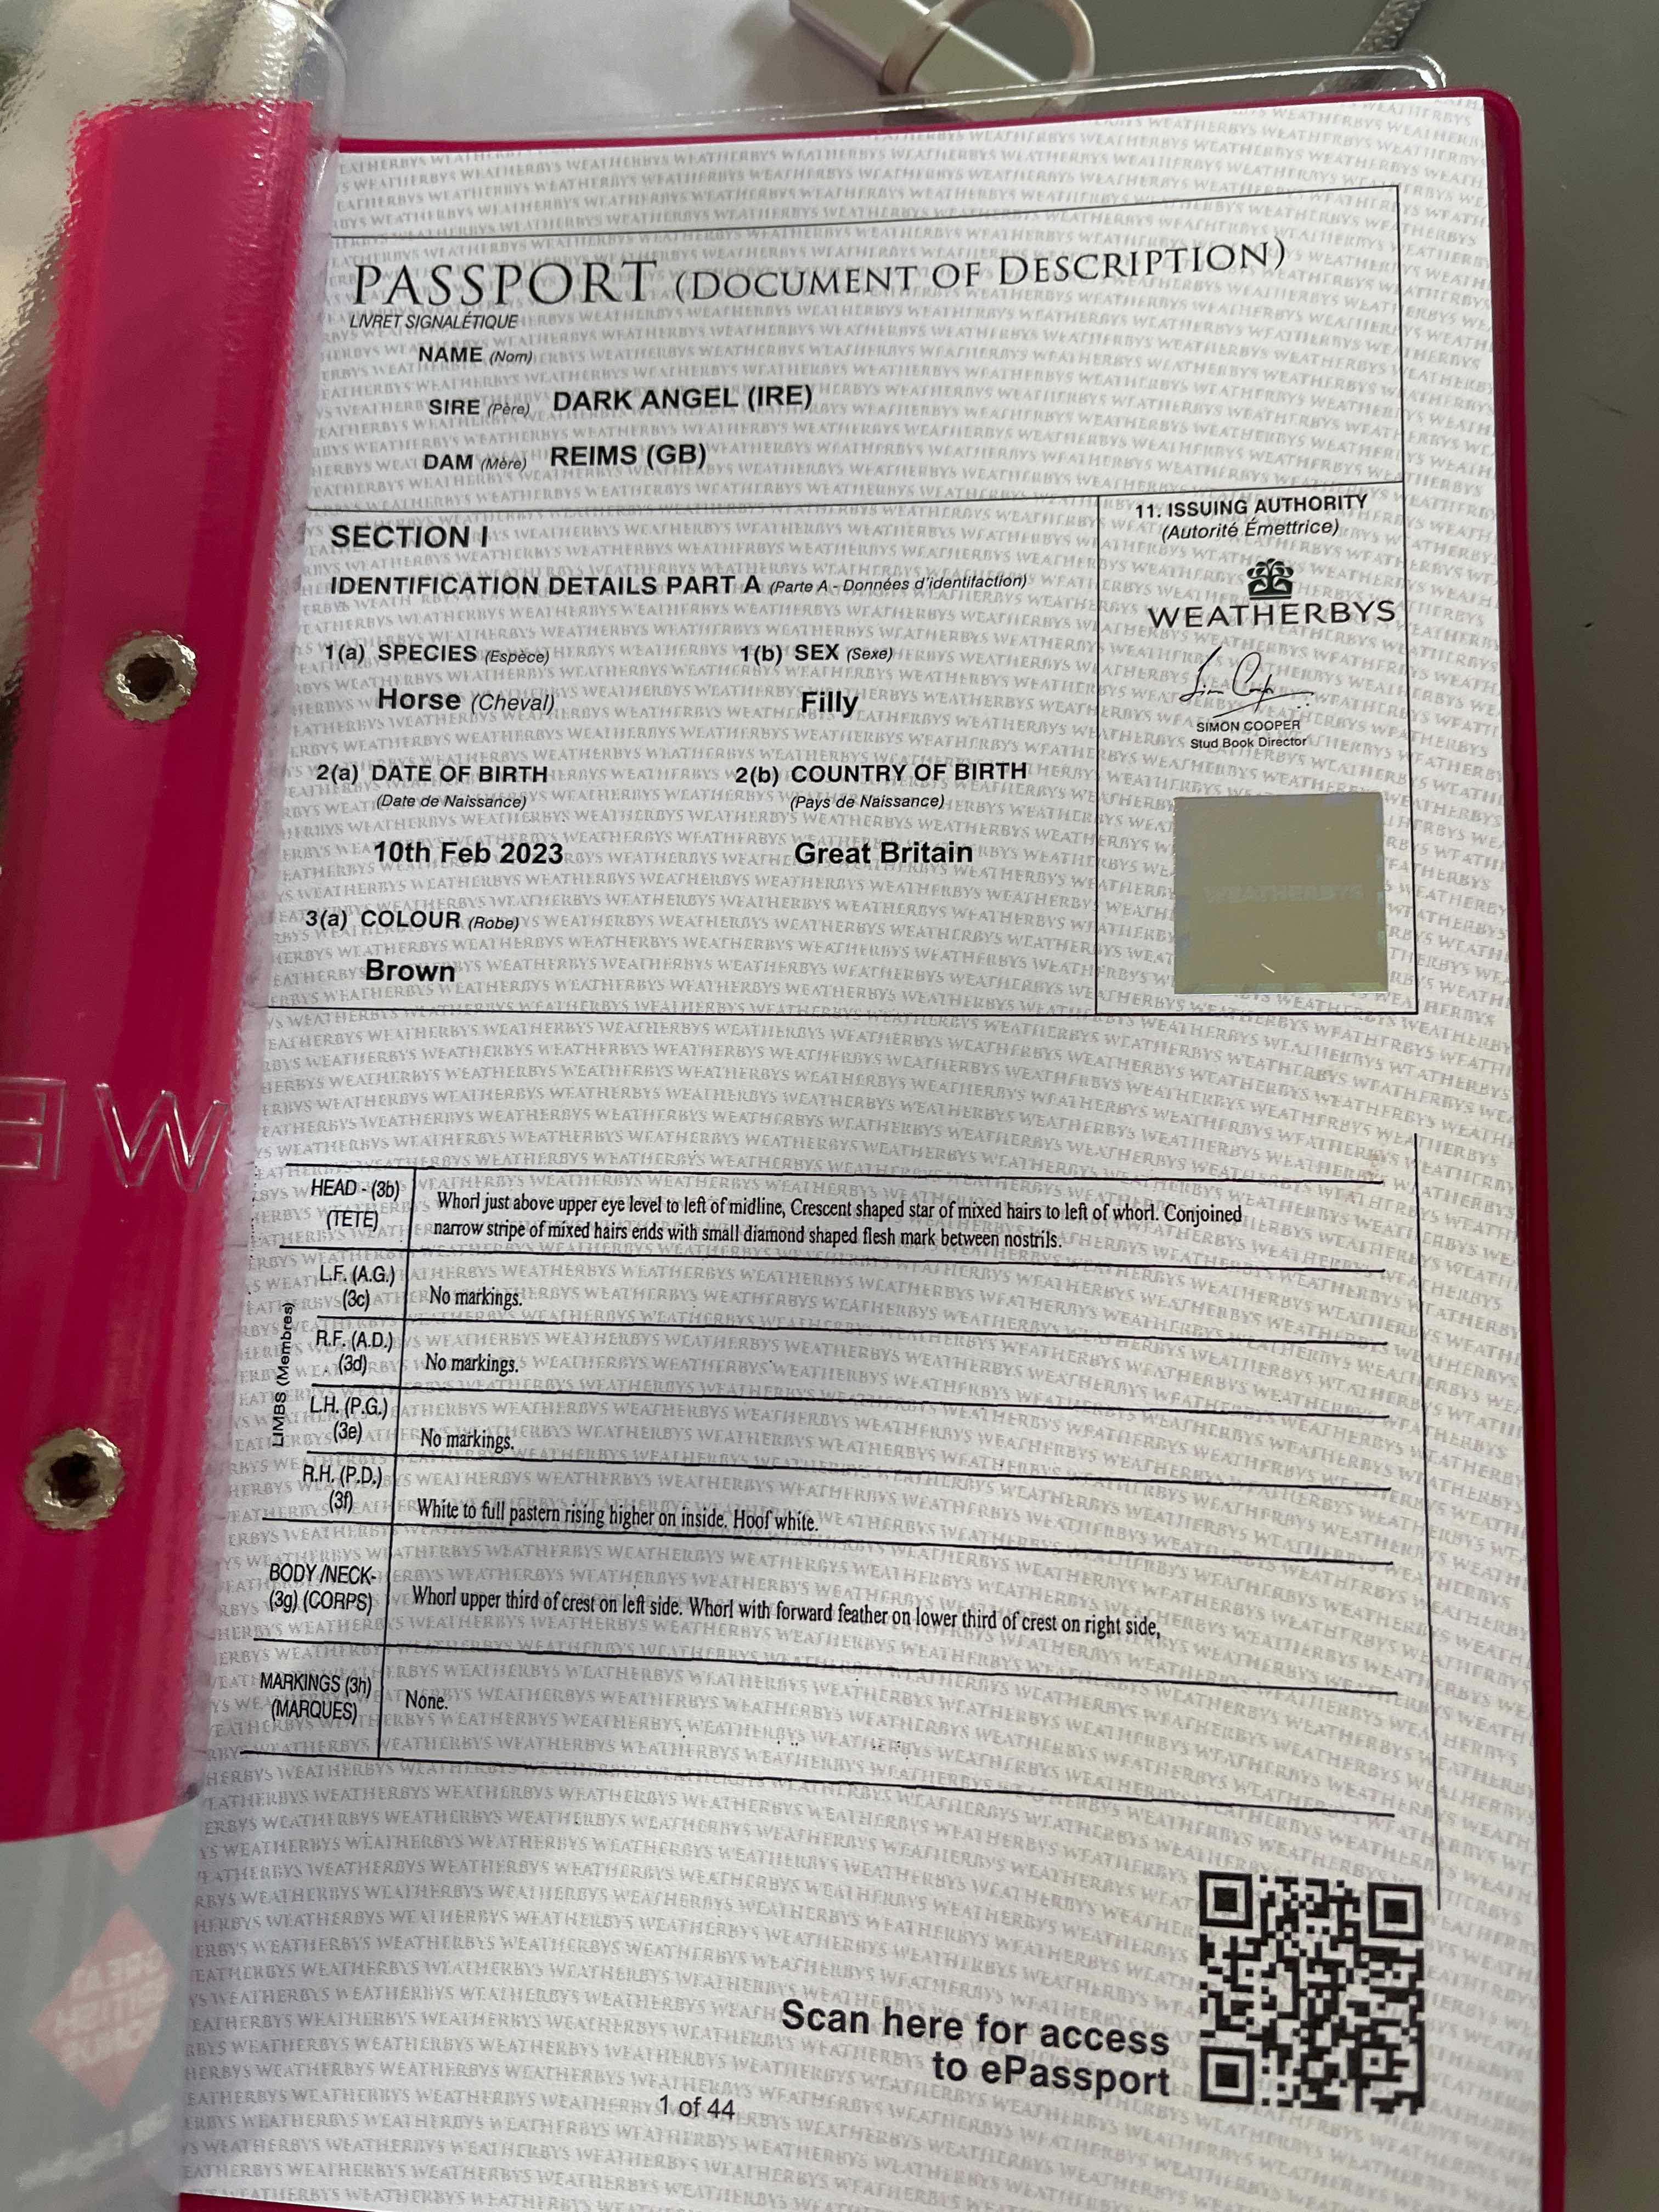 PASSPORT (DOCUMENT OF DESCRIPTION)
LIVRET SIGNALÉTIQUE
NAME (Nom)
SIRE (Père) DARK ANGEL (IRE)
DAM (Mère) REIMS (GB)
SECTION I
IDENTIFICATION DETAILS PART A (Parte A - Données d'identifaction)
1(a) SPECIES (Espèce) 1(b) SEX (Sexe)
Horse (Cheval) Filly
2(a) DATE OF BIRTH 2(b) COUNTRY OF BIRTH
(Date de Naissance) (Pays de Naissance)
10th Feb 2023 Great Britain
3(a) COLOUR (Robe)
Brown
11. ISSUING AUTHORITY
(Autorité Émettrice)
WEATHERBYS
SIMON COOPER
Stud Book Director
WEATHERBYS
HEAD - (3b)
(TETE)
Whorl just above upper eye level to left of midline, Crescent shaped star of mixed hairs to left of whorl. Conjoined
narrow stripe of mixed hairs ends with small diamond shaped flesh mark between nostrils.
LIMBS (Membres)
L.F. (A.G.)
(3c) No markings.
R.F. (A.D.)
(3d) No markings.
L.H. (P.G.)
(3e) No markings.
R.H. (P.D.)
(3f) White to full pastern rising higher on inside. Hoof white.
BODY /NECK-
(3g) (CORPS) Whorl upper third of crest on left side. Whorl with forward feather on lower third of crest on right side,
MARKINGS (3h)
(MARQUES) None.
Scan here for access
to ePassport
1 of 44